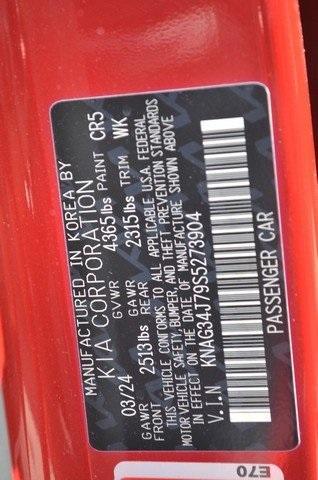 MANUFACTURED IN KOREA BY
KIA CORPORATION
03/24 GVWR 4365lbs PAINT CR5
GAWR FRONT 2513lbs GAWR REAR 2315lbs TRIM WK
THIS VEHICLE CONFORMS TO ALL APPLICABLE U.S.A. FEDERAL
MOTOR VEHICLE SAFETY, BUMPER, AND THEFT PREVENTION STANDARDS
IN EFFECT ON THE DATE OF MANUFACTURE SHOWN ABOVE
V.I.N KNAG34J79S5273904
PASSENGER CAR
E70